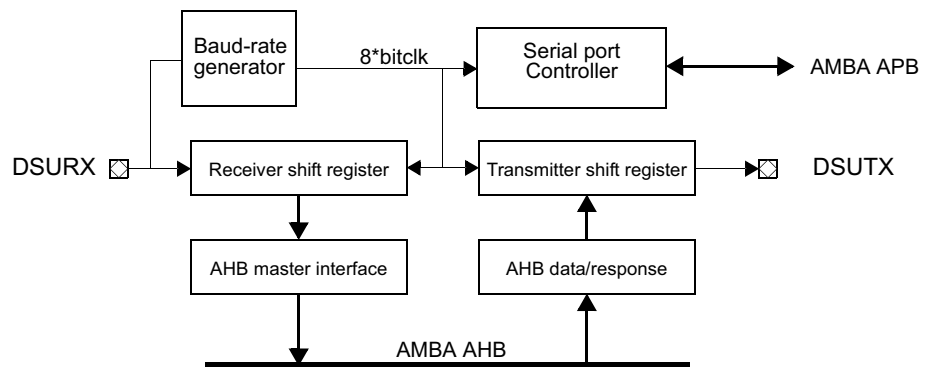 Baud-rate
generator
8*bitclk
Serial port
Controller
AMBA APB
DSURX
Receiver shift register
Transmitter shift register
DSUTX
AHB master interface
AHB data/response
AMBA AHB